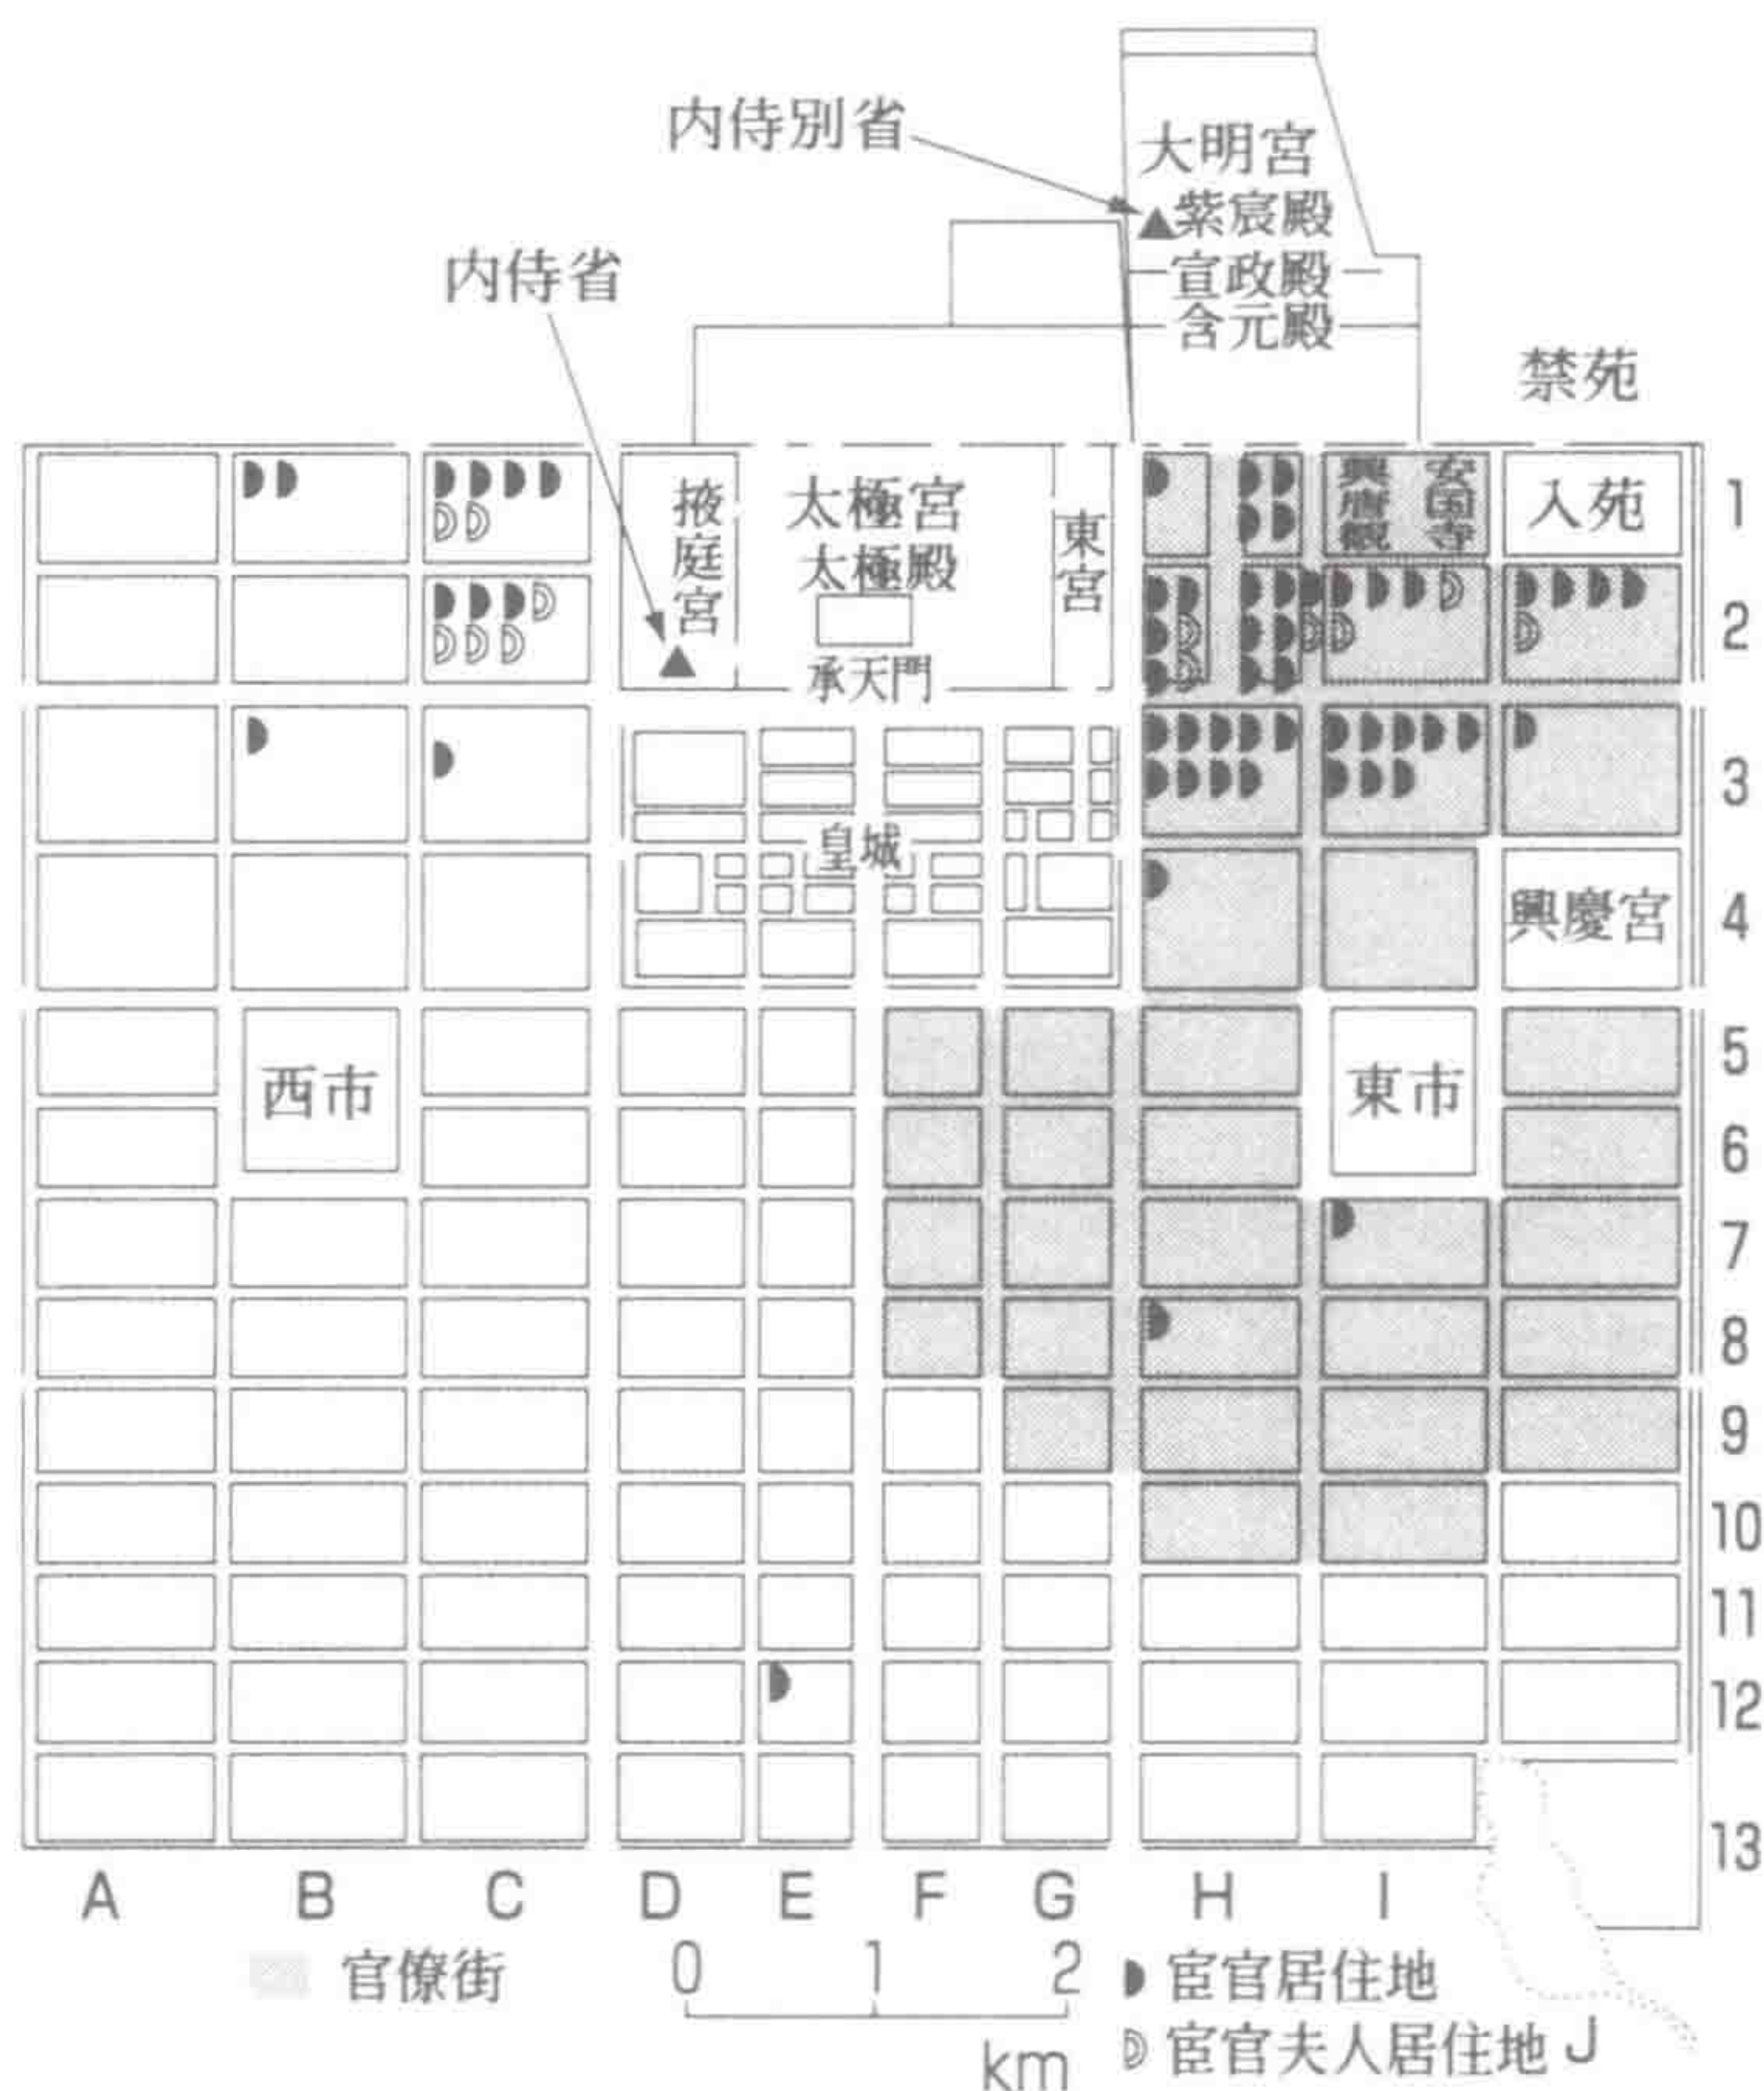 内侍別省
大明宮
紫宸殿
内侍省
宣政殿
含元殿
禁苑
掖庭宮
太極宮
太極殿
承天門
東宮
興唐観
安国寺
入苑
1
2
3
皇城
興慶宮
4
5
西市
東市
6
7
8
9
10
11
12
13
A B C D E F G H I
官僚街
0 1 2
km
宦官居住地
宦官夫人居住地 J